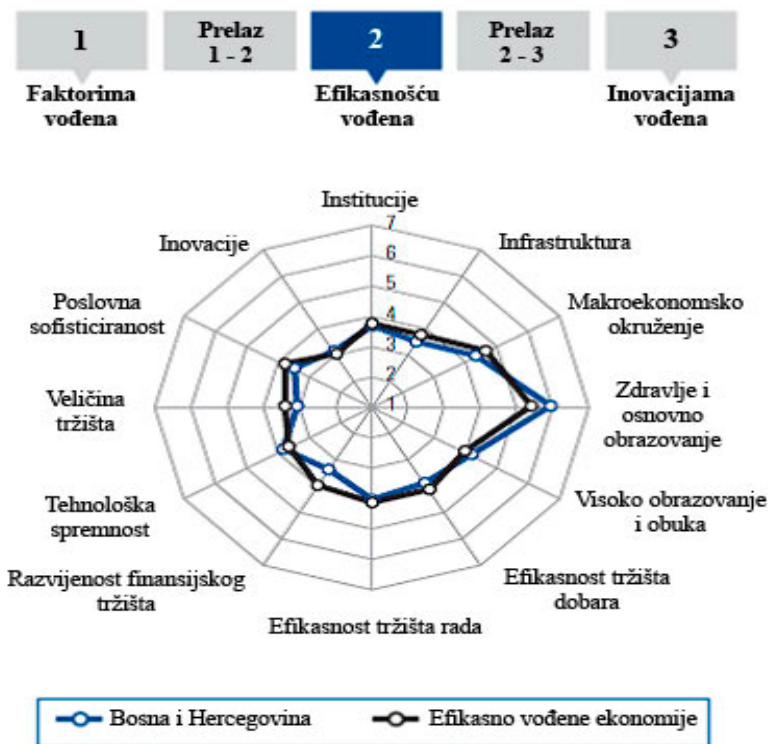 1
Prelaz
1 - 2
2
Prelaz
2 - 3
3
Faktorima
vođena
Efikasnošću
vođena
Inovacijama
vođena
Institucije
Infrastruktura
Makroekonomsko
okruženje
Zdravlje i
osnovno
obrazovanje
Visoko obrazovanje
i obuka
Efikasnost tržišta
dobara
Efikasnost tržišta rada
Razvijenost finansijskog
tržišta
Tehnološka
spremnost
Veličina
tržišta
Poslovna
sofisticiranost
Inovacije
7
6
5
4
3
2
1
Bosna i Hercegovina
Efikasno vođene ekonomije